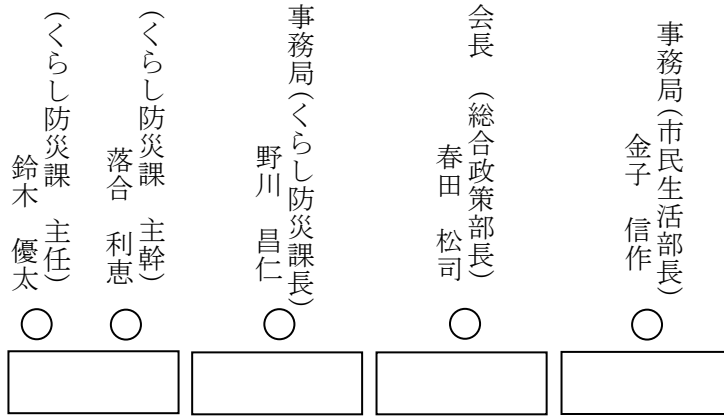 事務局(市民生活部長)
金子　信作
会長　(総合政策部長)
春田　松司
事務局(くらし防災課長)
野川　昌仁
(くらし防災課　主幹)
落合　利恵
(くらし防災課　主任)
鈴木　優太